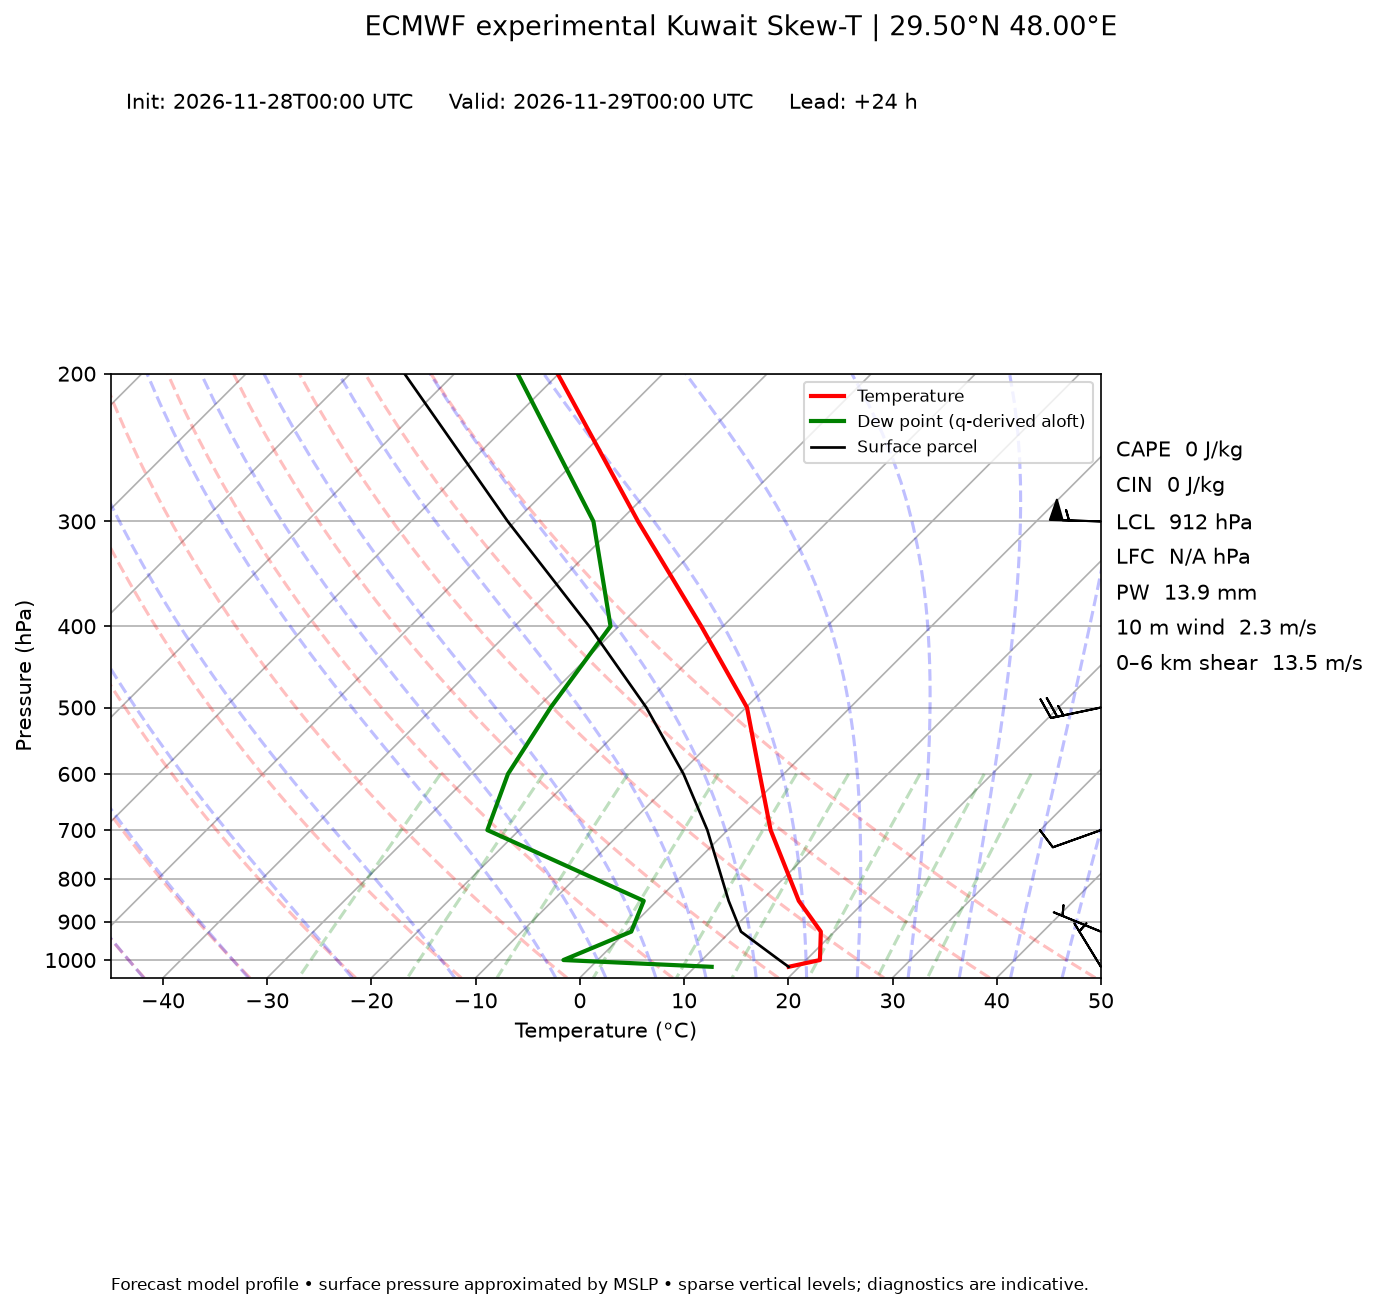 ECMWF experimental Kuwait Skew-T | 29.50°N 48.00°E
Init: 2026-11-28T00:00 UTC Valid: 2026-11-29T00:00 UTC Lead: +24 h
200
300
400
500
600
700
800
900
1000
Pressure (hPa)
−40 −30 −20 −10 0 10 20 30 40 50
Temperature (°C)
Temperature
Dew point (q-derived aloft)
Surface parcel
CAPE 0 J/kg
CIN 0 J/kg
LCL 912 hPa
LFC N/A hPa
PW 13.9 mm
10 m wind 2.3 m/s
0–6 km shear 13.5 m/s
Forecast model profile • surface pressure approximated by MSLP • sparse vertical levels; diagnostics are indicative.